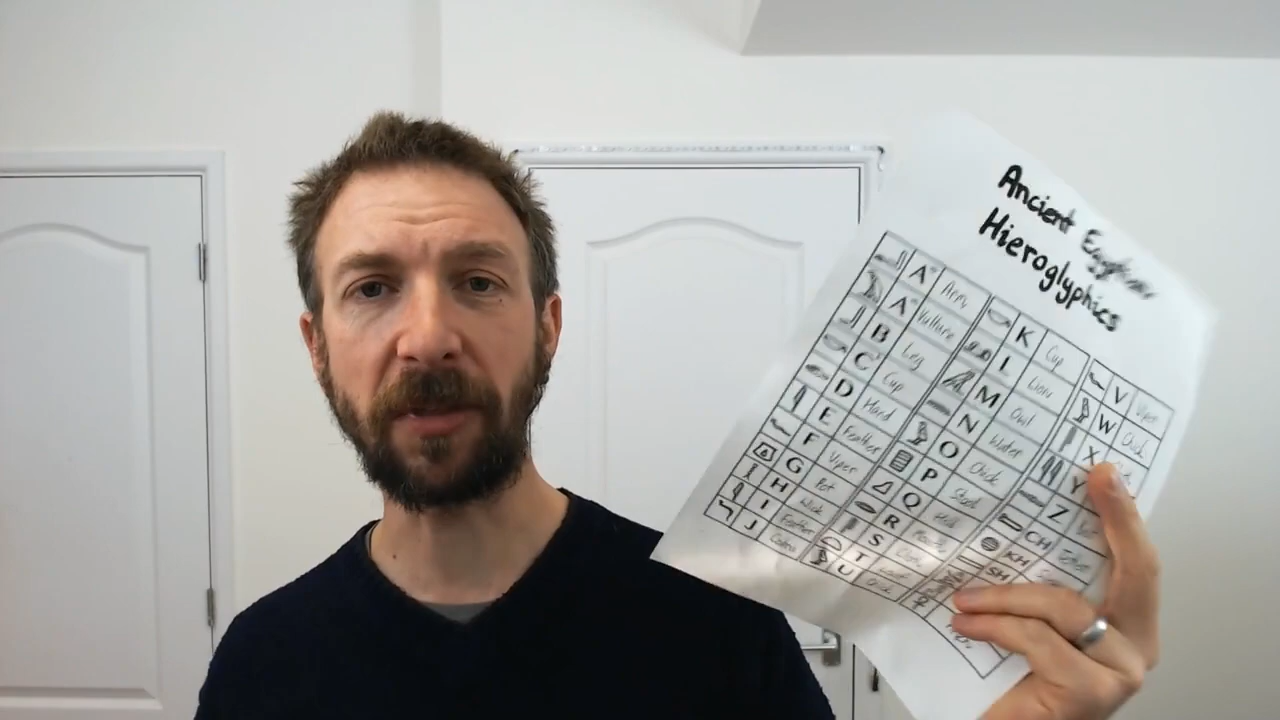 Ancient Egyptian
Hieroglyphics
A Arm
A Vulture
B Leg
C Cup
D Hand
E Feather
F Viper
G Pot
H Wick
I Feather
J Cobra
K Cup
L Lion
M Owl
N Water
O Chick
P Stool
Q Hill
R Mouth
S
T Loaf
U Chick
V Viper
W Chick
X
Y
Z
CH
KH
SH